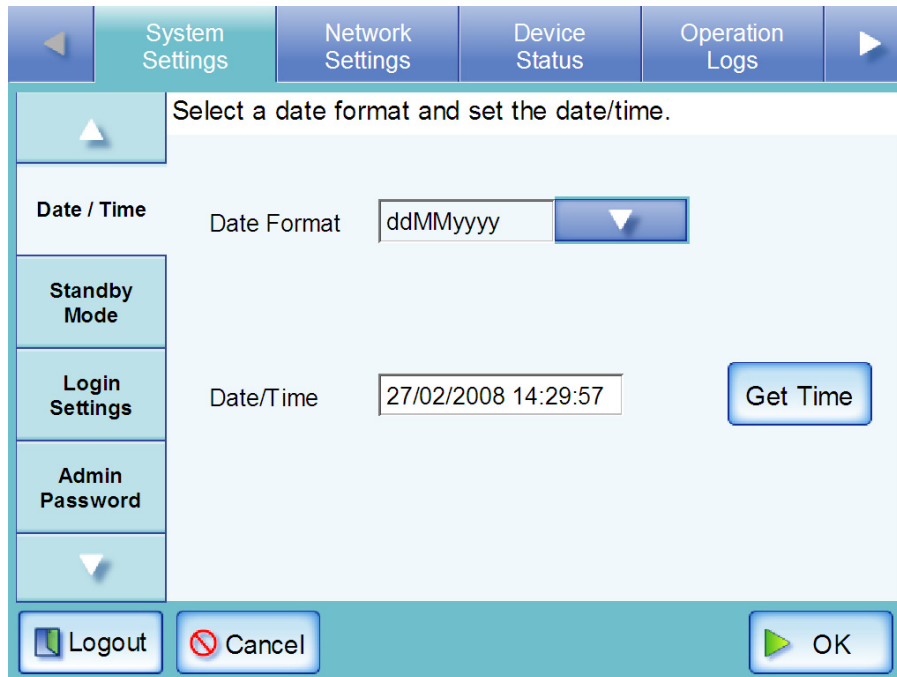 System
Settings
Network
Settings
Device
Status
Operation
Logs
Select a date format and set the date/time.
Date / Time
Date Format
ddMMyyyy
Standby
Mode
Login
Settings
Date/Time
27/02/2008 14:29:57
Get Time
Admin
Password
Logout
Cancel
OK